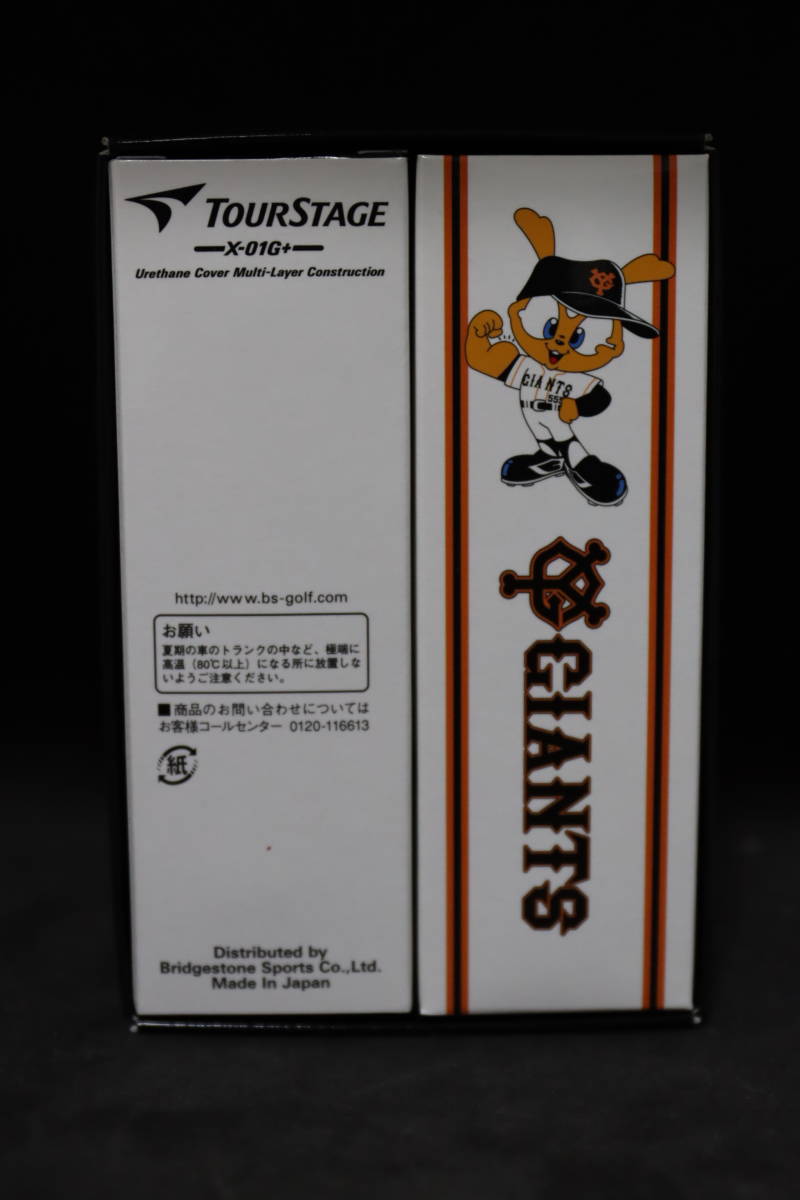 TOURSTAGE
X-01G+
Urethane Cover Multi-Layer Construction
http://www.bs-golf.com
お願い
夏期の車のトランクの中など、極端に
高温（80℃以上）になる所に放置しな
いようご注意ください。
■商品のお問い合わせについては
お客様コールセンター 0120-116613
紙
Distributed by
Bridgestone Sports Co.,Ltd.
Made In Japan
YG
GIANTS
555
YG
GIANTS